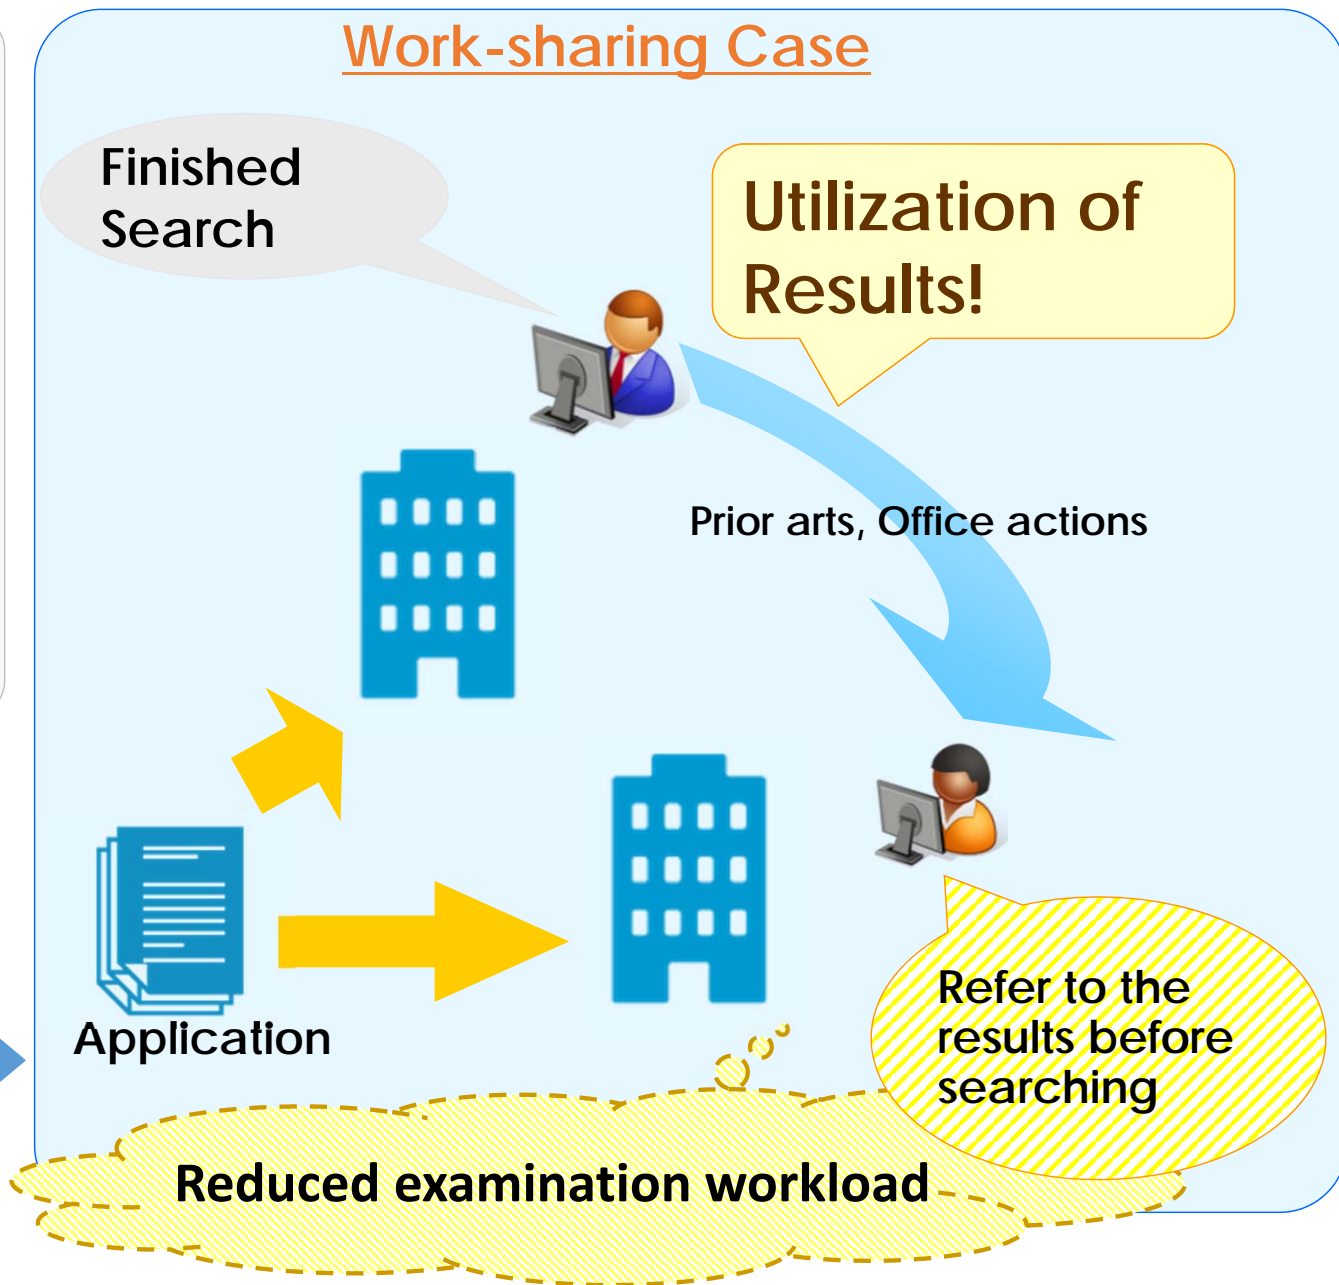 Work-sharing Case
Finished
Search
Utilization of
Results!
Prior arts, Office actions
Application
Refer to the
results before
searching
Reduced examination workload